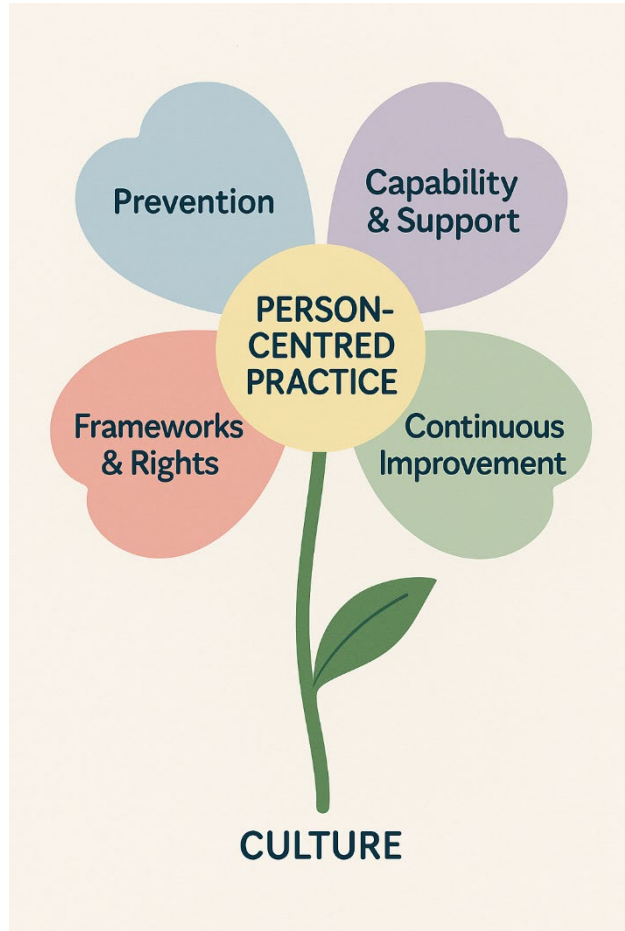 Prevention
Capability
& Support
PERSON-
CENTRED
PRACTICE
Frameworks
& Rights
Continuous
Improvement
CULTURE